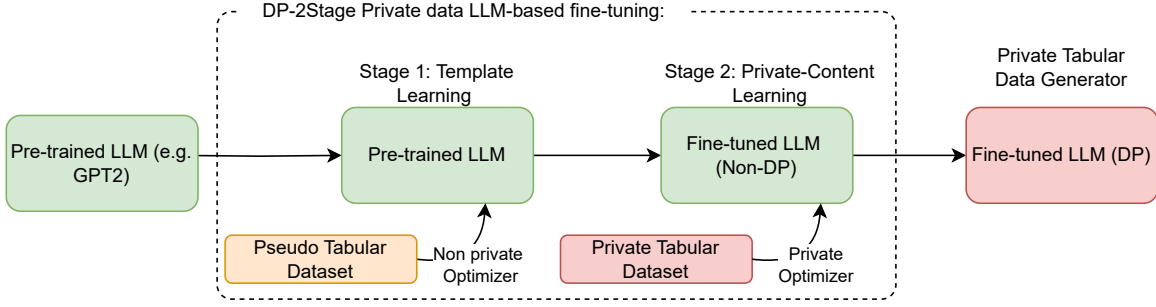 DP-2Stage Private data LLM-based fine-tuning:
Pre-trained LLM (e.g.
GPT2)
Stage 1: Template
Learning
Pre-trained LLM
Pseudo Tabular
Dataset
Non private
Optimizer
Stage 2: Private-Content
Learning
Fine-tuned LLM
(Non-DP)
Private Tabular
Dataset
Private
Optimizer
Private Tabular
Data Generator
Fine-tuned LLM (DP)